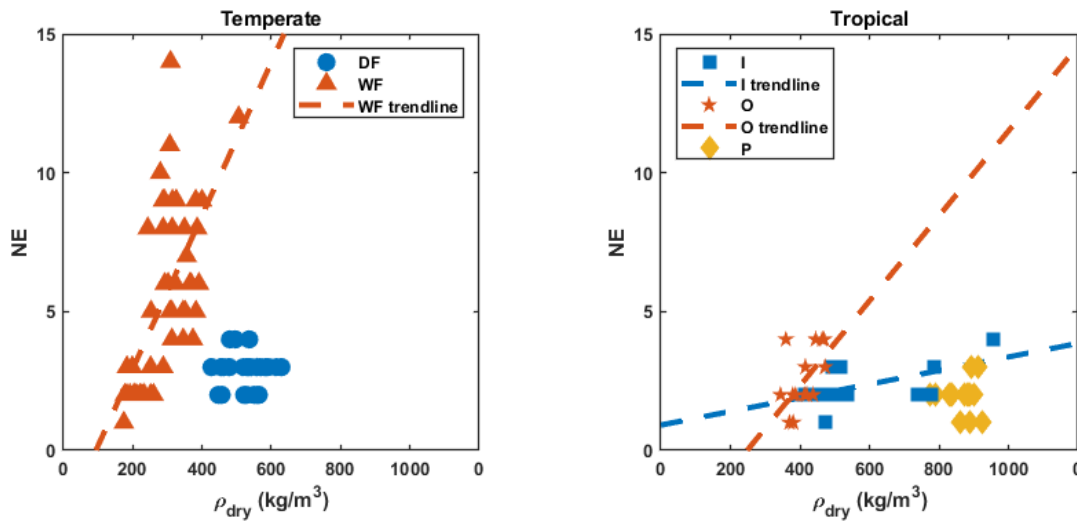 Temperate
15
10
5
0
NE
DF
WF
WF trendline
0 200 400 600 800 1000 0
ρdry (kg/m³)
Tropical
15
10
5
0
NE
I
I trendline
O
O trendline
P
0 200 400 600 800 1000 0
ρdry (kg/m³)